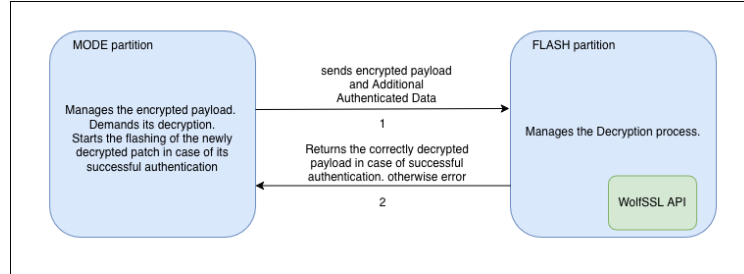 MODE partition
Manages the encrypted payload.
Demands its decryption.
Starts the flashing of the newly
decrypted patch in case of its
successful authentication
sends encrypted payload
and Additional
Authenticated Data
1
Returns the correctly decrypted
payload in case of successful
authentication. otherwise error
2
FLASH partition
Manages the Decryption process.
WolfSSL API